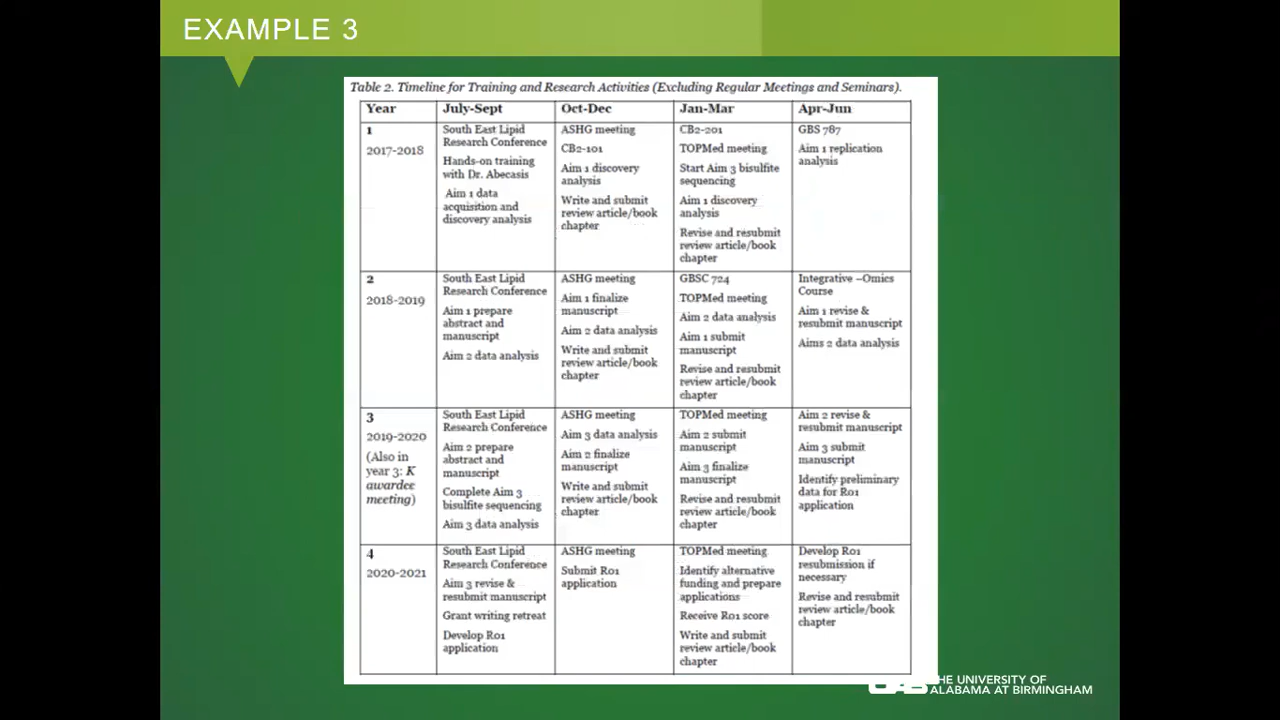 EXAMPLE 3
Table 2. Timeline for Training and Research Activities (Excluding Regular Meetings and Seminars).
Year
July-Sept
Oct-Dec
Jan-Mar
Apr-Jun
1
2017-2018
South East Lipid
Research Conference
Hands-on training
with Dr. Abecasis
Aim 1 data
acquisition and
discovery analysis
ASHG meeting
CB2-101
Aim 1 discovery
analysis
Write and submit
review article/book
chapter
CB2-201
TOPMed meeting
Start Aim 3 bisulfite
sequencing
Aim 1 discovery
analysis
Revise and resubmit
review article/book
chapter
GBS 787
Aim 1 replication
analysis
2
2018-2019
South East Lipid
Research Conference
Aim 1 prepare
abstract and
manuscript
Aim 2 data analysis
ASHG meeting
Aim 1 finalize
manuscript
Aim 2 data analysis
Write and submit
review article/book
chapter
GBSC 724
TOPMed meeting
Aim 2 data analysis
Aim 1 submit
manuscript
Revise and resubmit
review article/book
chapter
Integrative –Omics
Course
Aim 1 revise &
resubmit manuscript
Aims 2 data analysis
3
2019-2020
(Also in
year 3: K
awardee
meeting)
South East Lipid
Research Conference
Aim 2 prepare
abstract and
manuscript
Complete Aim 3
bisulfite sequencing
Aim 3 data analysis
ASHG meeting
Aim 3 data analysis
Aim 2 finalize
manuscript
Write and submit
review article/book
chapter
TOPMed meeting
Aim 2 submit
manuscript
Aim 3 finalize
manuscript
Revise and resubmit
review article/book
chapter
Aim 2 revise &
resubmit manuscript
Aim 3 submit
manuscript
Identify preliminary
data for R01
application
4
2020-2021
South East Lipid
Research Conference
Aim 3 revise &
resubmit manuscript
Grant writing retreat
Develop R01
application
ASHG meeting
Submit R01
application
TOPMed meeting
Identify alternative
funding and prepare
applications
Receive R01 score
Write and submit
review article/book
chapter
Develop R01
resubmission if
necessary
Revise and resubmit
review article/book
chapter
HE UNIVERSITY OF
ALABAMA AT BIRMINGHAM